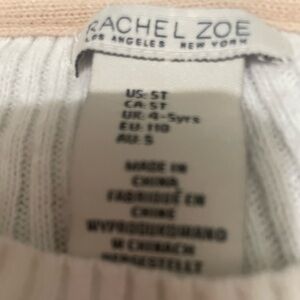 RACHEL ZOE
LOS ANGELES NEW YORK
US: 5T
CA: 5T
UK: 4-5yrs
EU: 110
AU: 5
MADE IN
CHINA
FABRIQUÉ EN
CHINE
WYPRODUKOWANO
W CHINACH
HERGESTELLT